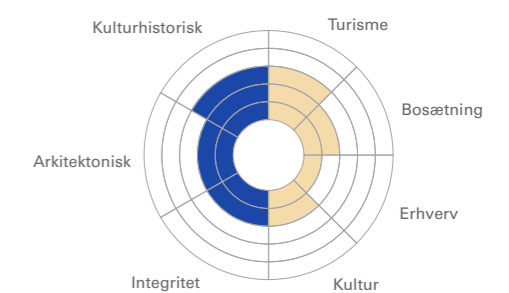 Kulturhistorisk
Turisme
Bosætning
Arkitektonisk
Erhverv
Integritet
Kultur